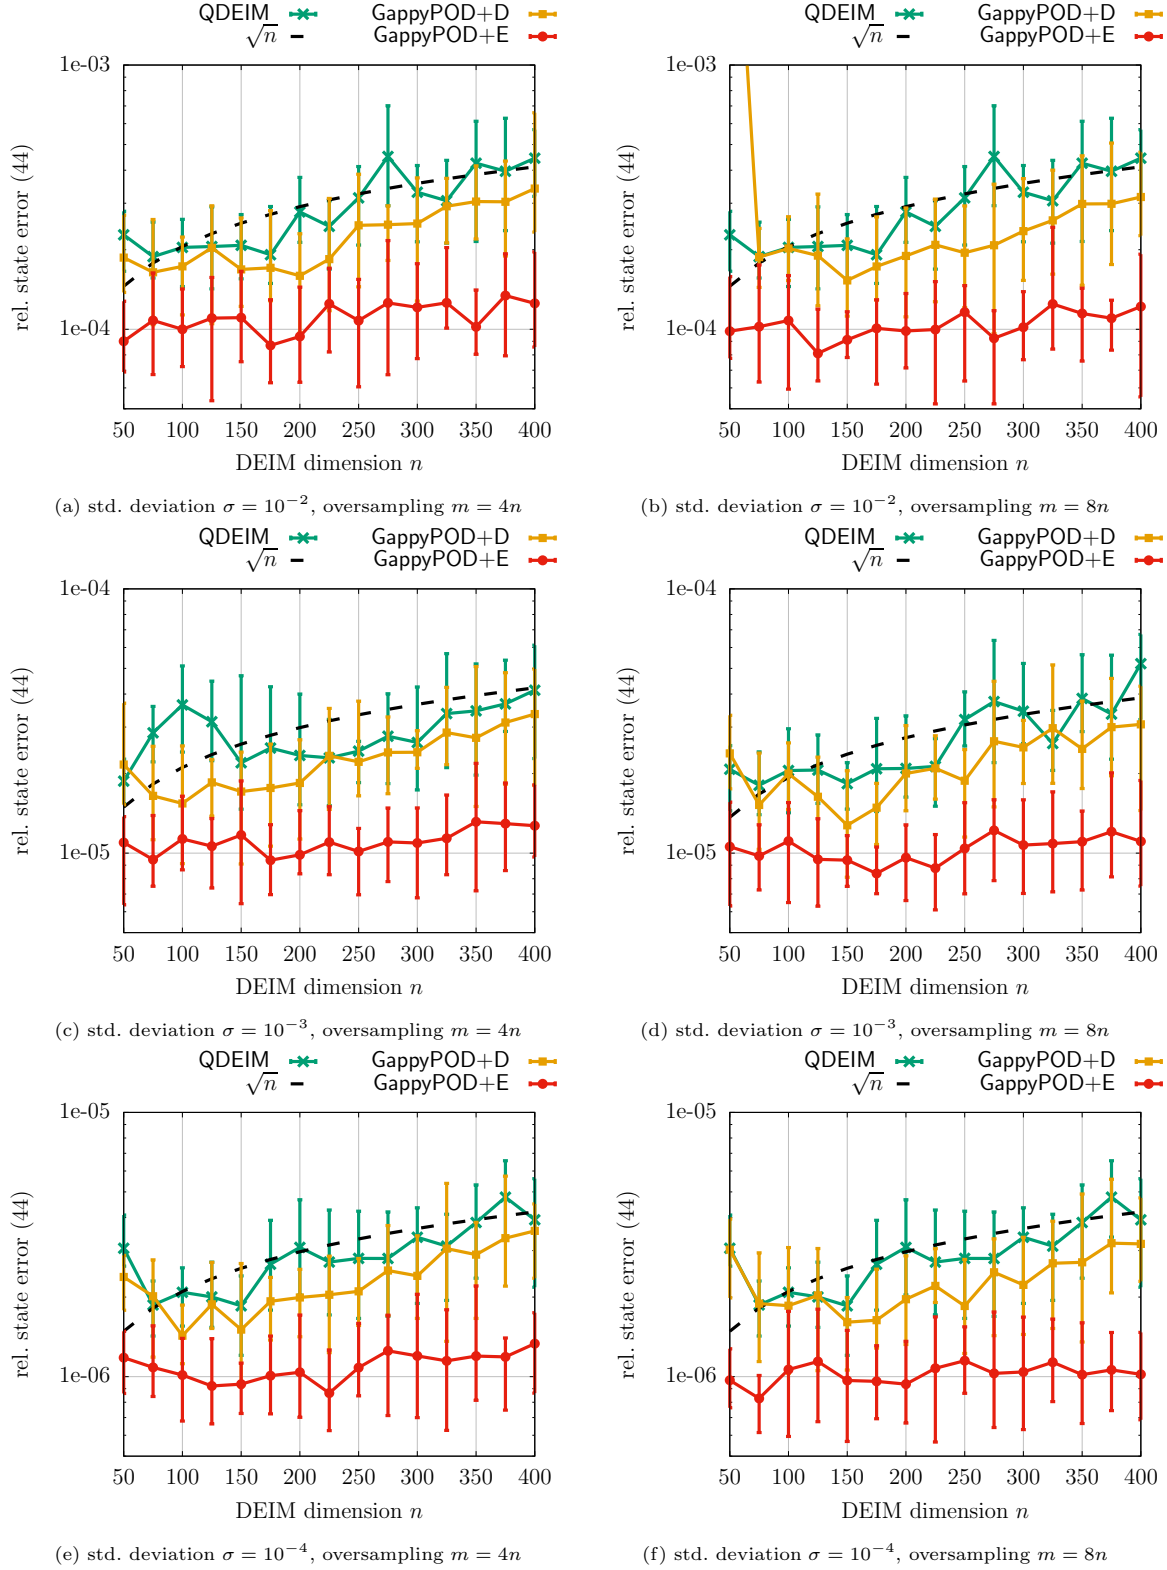 QDEIM GappyPOD+D
√n GappyPOD+E
1e-03
1e-04
rel. state error (44)
50 100 150 200 250 300 350 400
DEIM dimension n
(a) std. deviation σ = 10⁻², oversampling m = 4n
QDEIM GappyPOD+D
√n GappyPOD+E
1e-03
1e-04
rel. state error (44)
50 100 150 200 250 300 350 400
DEIM dimension n
(b) std. deviation σ = 10⁻², oversampling m = 8n
QDEIM GappyPOD+D
√n GappyPOD+E
1e-04
1e-05
rel. state error (44)
50 100 150 200 250 300 350 400
DEIM dimension n
(c) std. deviation σ = 10⁻³, oversampling m = 4n
QDEIM GappyPOD+D
√n GappyPOD+E
1e-04
1e-05
rel. state error (44)
50 100 150 200 250 300 350 400
DEIM dimension n
(d) std. deviation σ = 10⁻³, oversampling m = 8n
QDEIM GappyPOD+D
√n GappyPOD+E
1e-05
1e-06
rel. state error (44)
50 100 150 200 250 300 350 400
DEIM dimension n
(e) std. deviation σ = 10⁻⁴, oversampling m = 4n
QDEIM GappyPOD+D
√n GappyPOD+E
1e-05
1e-06
rel. state error (44)
50 100 150 200 250 300 350 400
DEIM dimension n
(f) std. deviation σ = 10⁻⁴, oversampling m = 8n